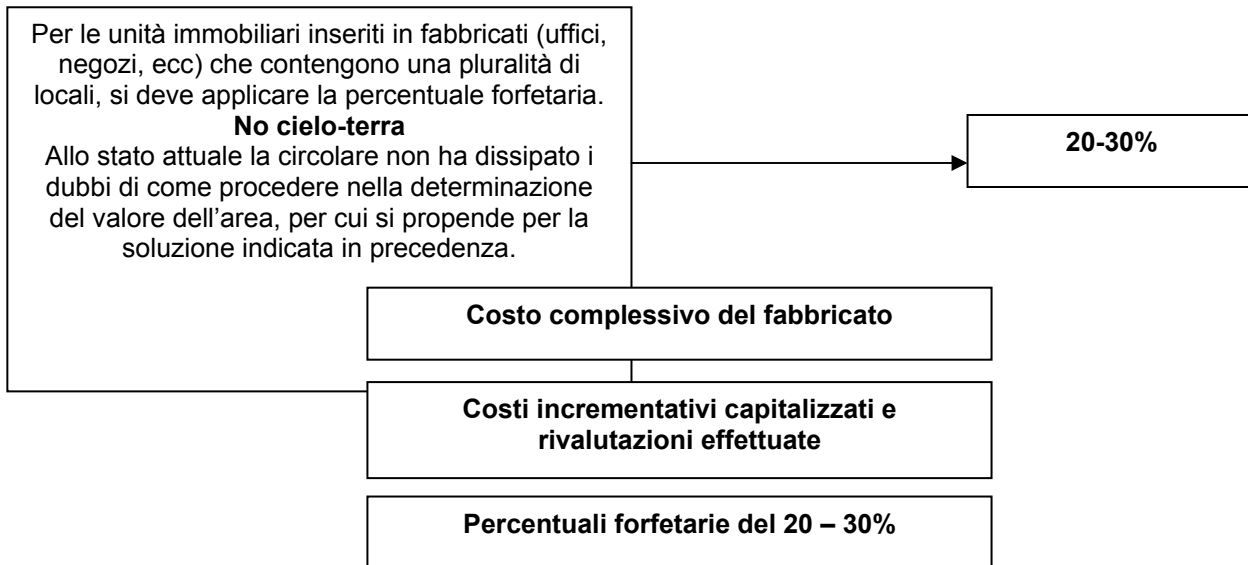 Per le unità immobiliari inseriti in fabbricati (uffici,
negozi, ecc) che contengono una pluralità di
locali, si deve applicare la percentuale forfetaria.
No cielo-terra
Allo stato attuale la circolare non ha dissipato i
dubbi di come procedere nella determinazione
del valore dell'area, per cui si propende per la
soluzione indicata in precedenza.
20-30%
Costo complessivo del fabbricato
Costi incrementativi capitalizzati e
rivalutazioni effettuate
Percentuali forfetarie del 20 – 30%